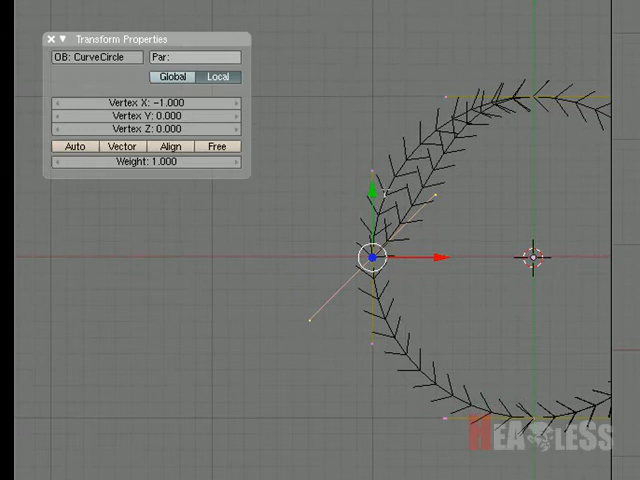 Transform Properties
OB: CurveCircle Par:
Global Local
Vertex X: -1.000
Vertex Y: 0.000
Vertex Z: 0.000
Auto Vector Align Free
Weight: 1.000
HEADLESS